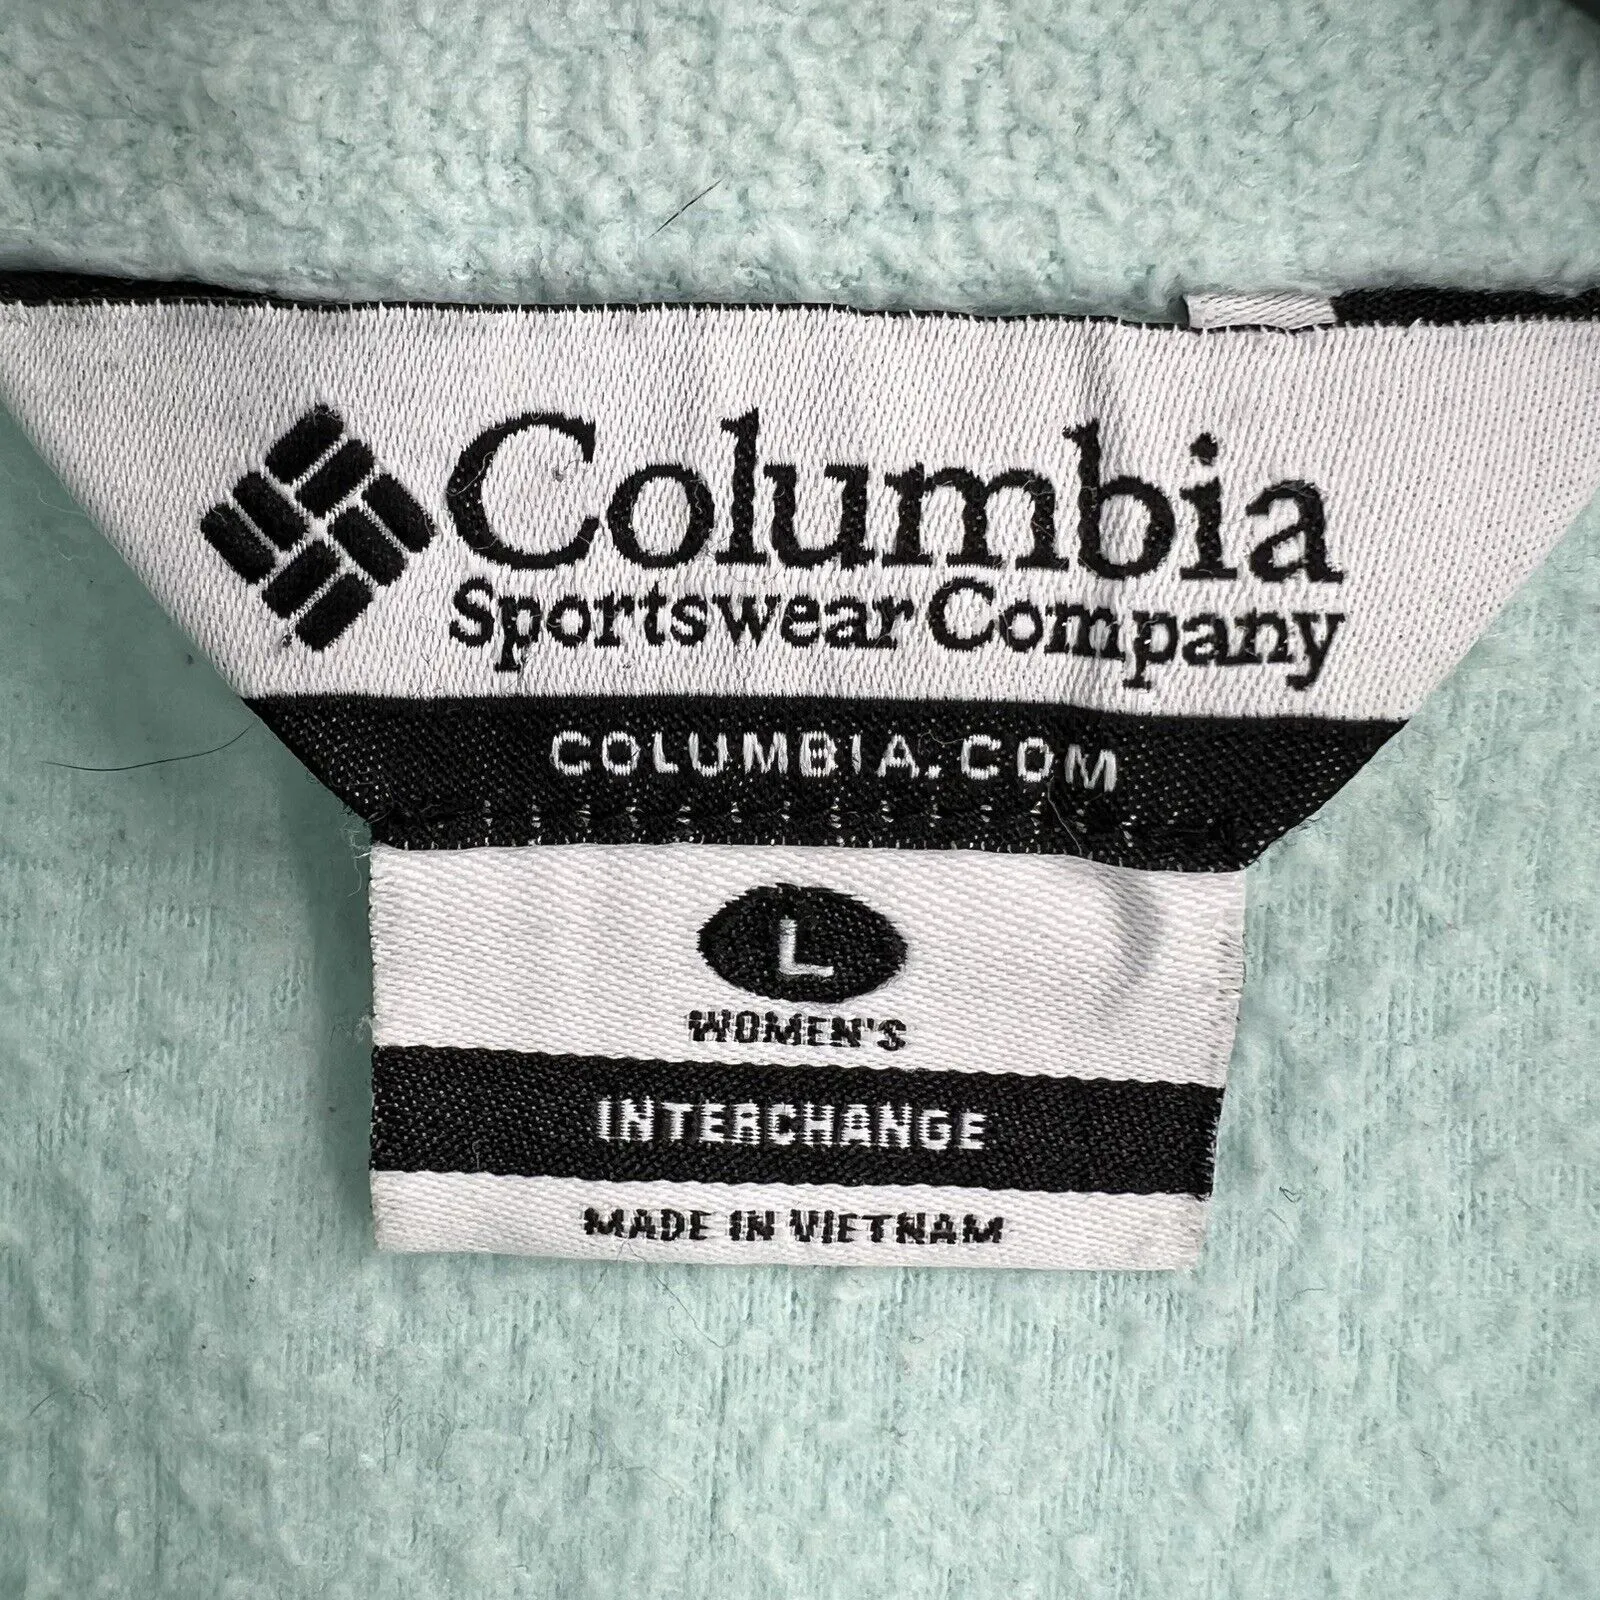 Columbia
Sportswear Company
COLUMBIA.COM
L
WOMEN'S
INTERCHANGE
MADE IN VIETNAM